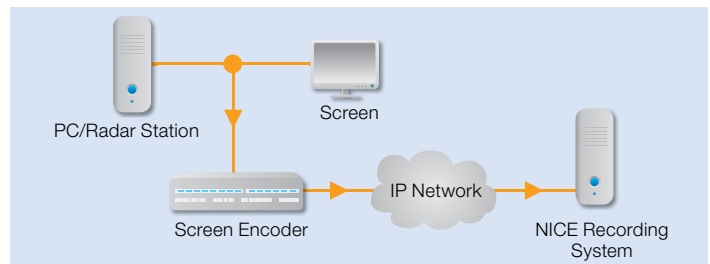 Screen
PC/Radar Station
IP Network
Screen Encoder
NICE Recording
System